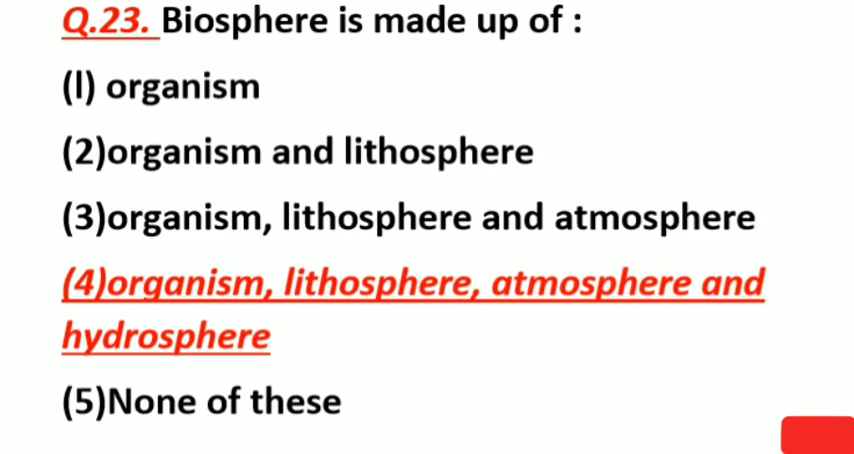 Q.23. Biosphere is made up of :
(l) organism
(2)organism and lithosphere
(3)organism, lithosphere and atmosphere
(4)organism, lithosphere, atmosphere and
hydrosphere
(5)None of these